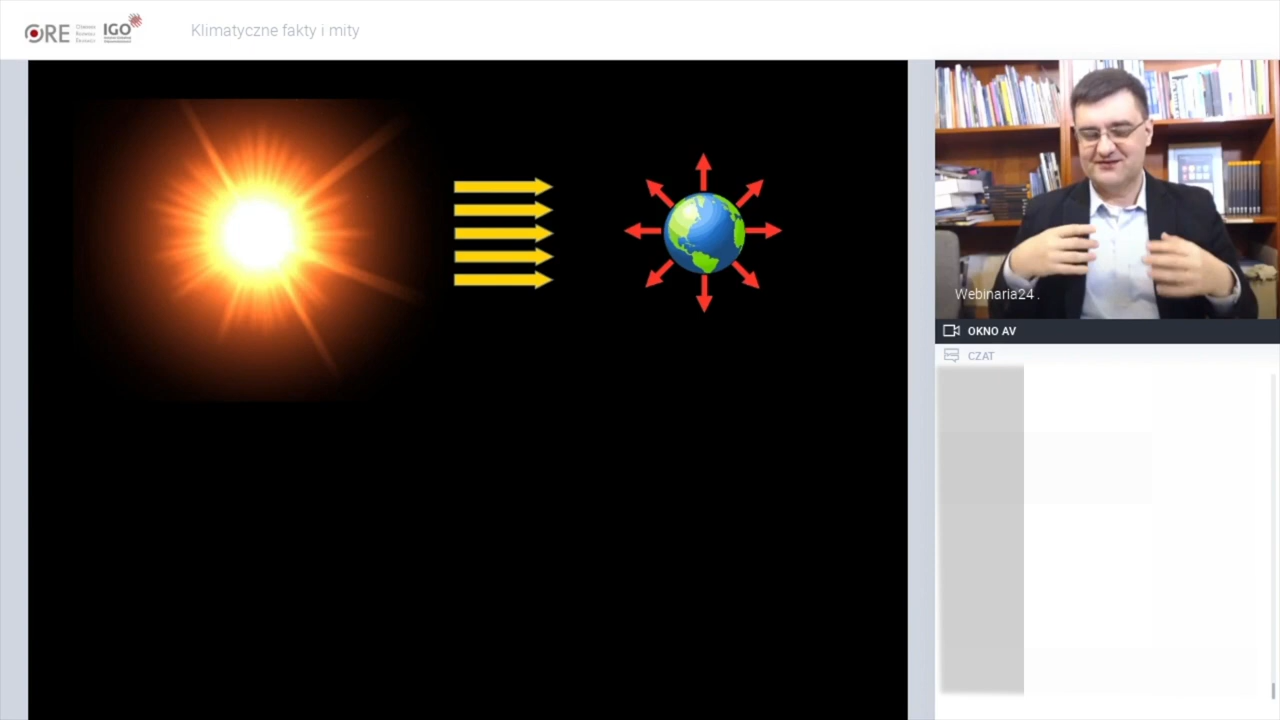 ORE
IGO
Klimatyczne fakty i mity
Webinaria24 .
OKNO AV
CZAT